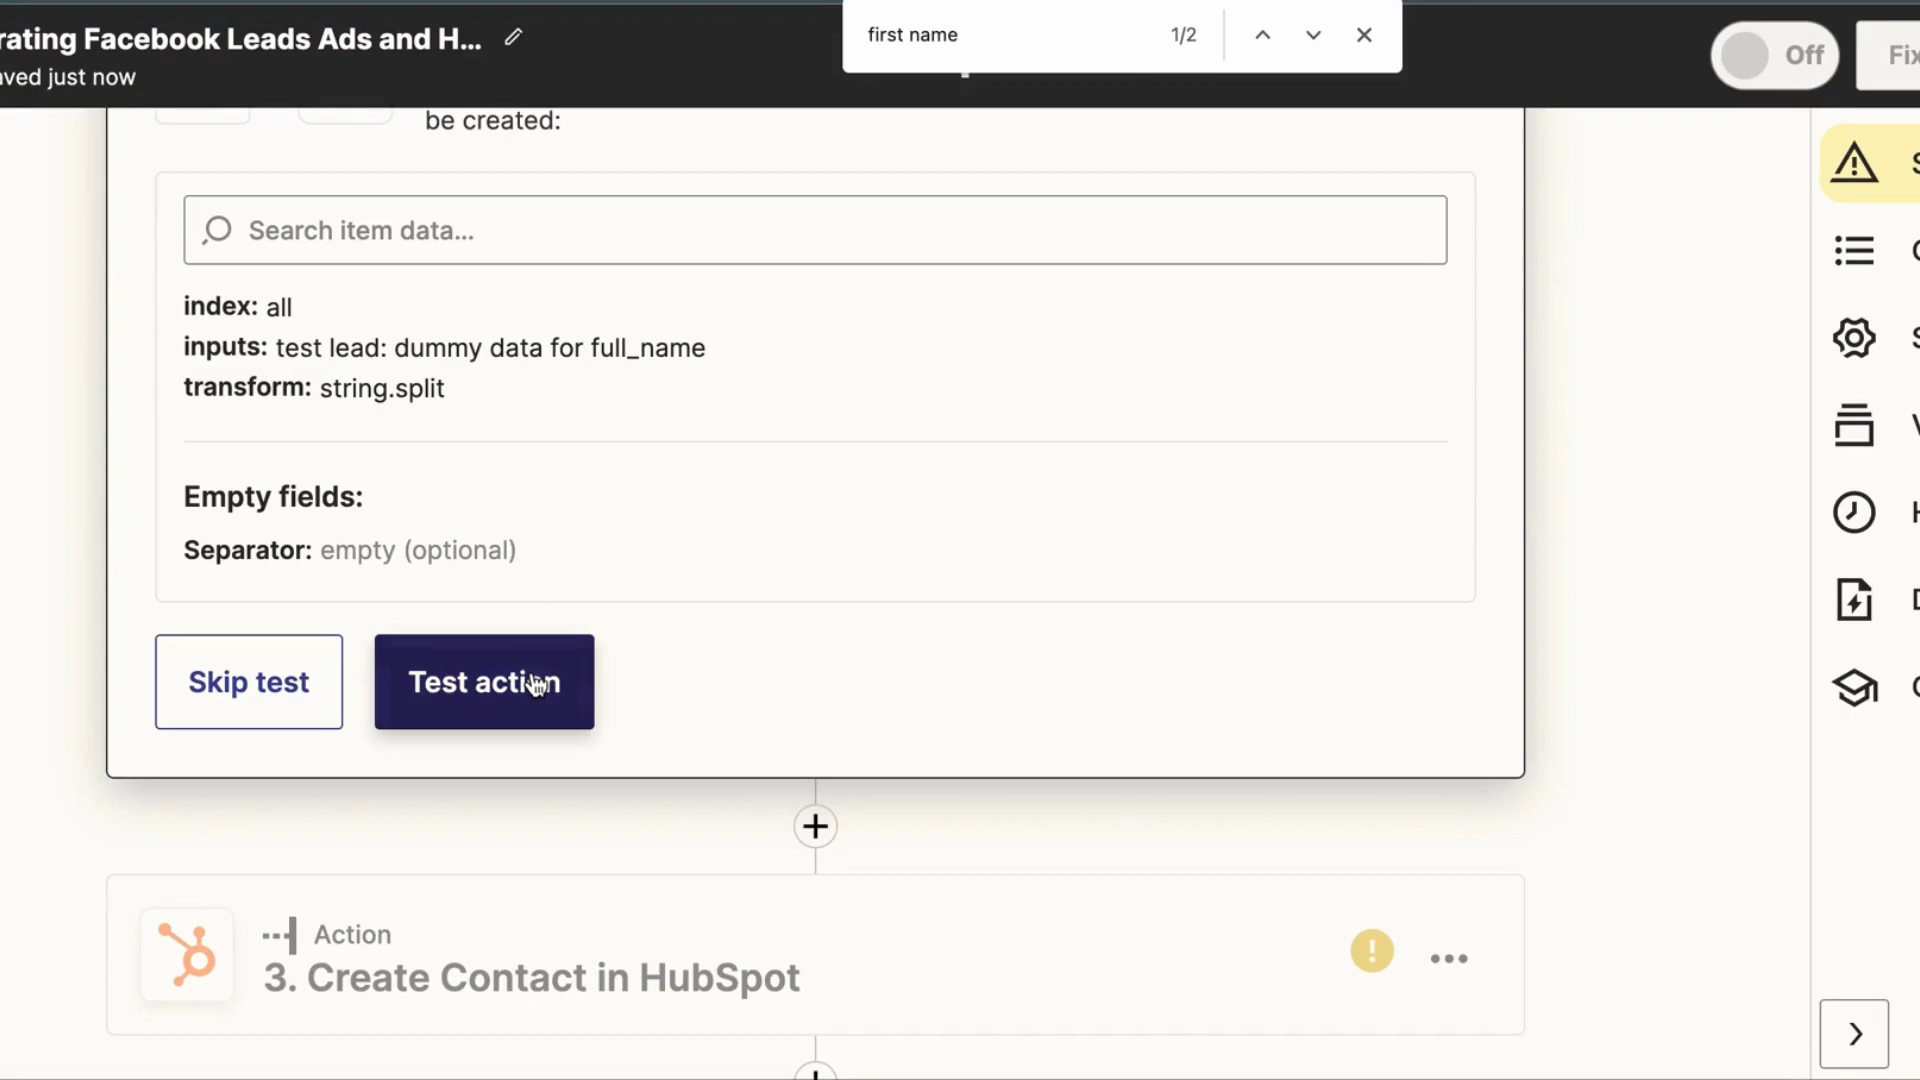 rating Facebook Leads Ads and H...
aved just now
first name
1/2
Off
Fix
be created:
Search item data...
index: all
inputs: test lead: dummy data for full_name
transform: string.split
Empty fields:
Separator: empty (optional)
Skip test
Test action
Action
3. Create Contact in HubSpot